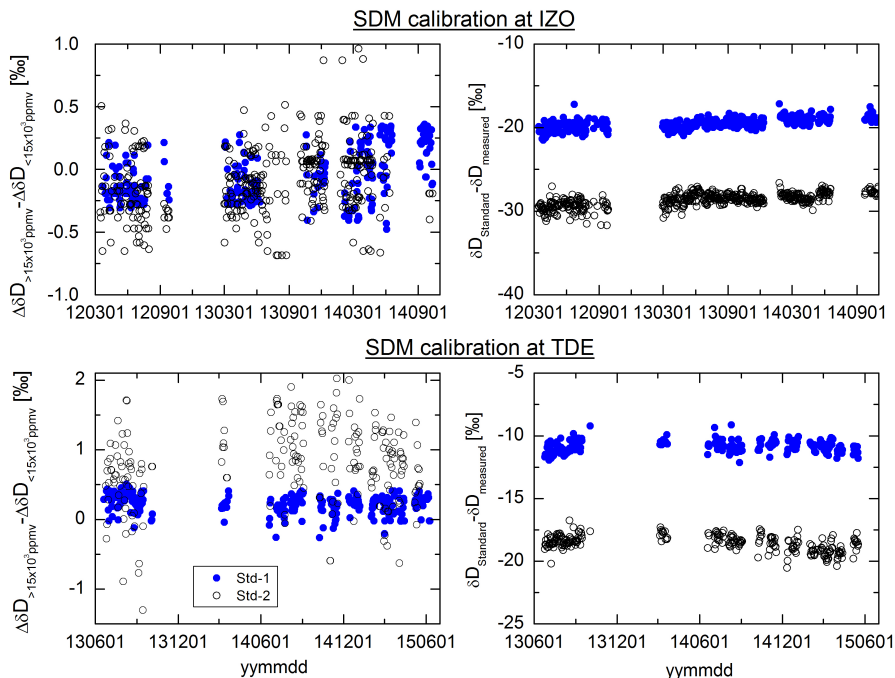 SDM calibration at IZO
ΔδD>15x10³ppmv-ΔδD<15x10³ppmv [‰]
1.0
0.5
0.0
-0.5
-1.0
120301 120901 130301 130901 140301 140901
δDStandard-δDmeasured [‰]
-10
-20
-30
-40
120301 120901 130301 130901 140301 140901
SDM calibration at TDE
ΔδD>15x10³ppmv-ΔδD<15x10³ppmv [‰]
2
1
0
-1
Std-1
Std-2
130601 131201 140601 141201 150601
yymmdd
δDStandard-δDmeasured [‰]
-5
-10
-15
-20
-25
130601 131201 140601 141201 150601
yymmdd